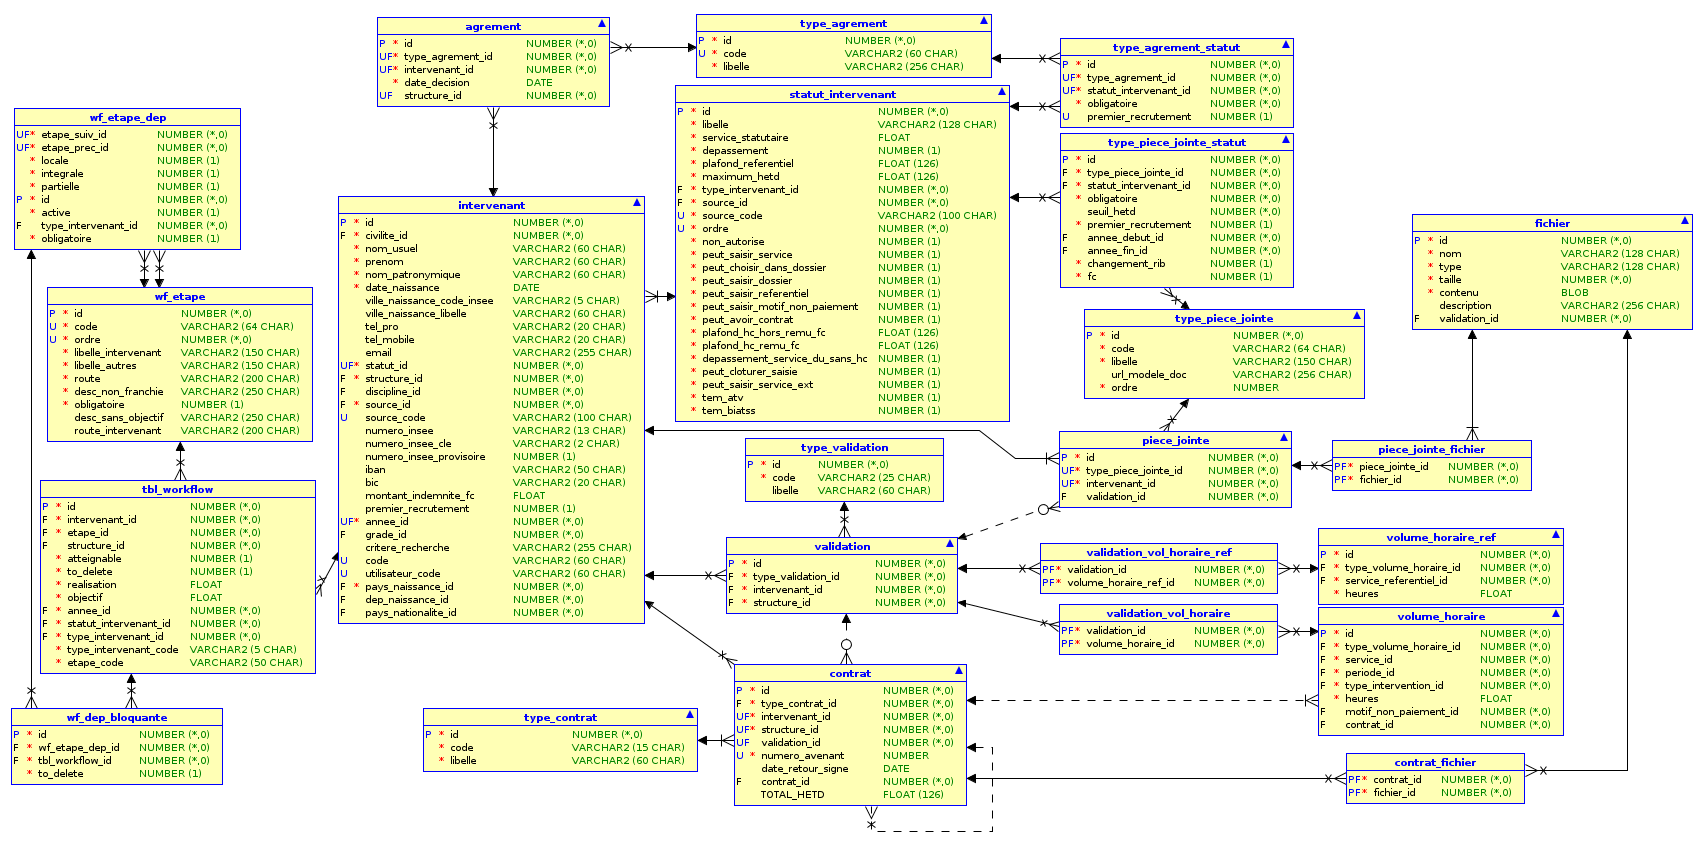 agrement
P * id NUMBER (*,0)
UF* type_agrement_id NUMBER (*,0)
UF* intervenant_id NUMBER (*,0)
* date_decision DATE
UF structure_id NUMBER (*,0)
type_agrement
P * id NUMBER (*,0)
U * code VARCHAR2 (60 CHAR)
* libelle VARCHAR2 (256 CHAR)
type_agrement_statut
P * id NUMBER (*,0)
UF* type_agrement_id NUMBER (*,0)
UF* statut_intervenant_id NUMBER (*,0)
* obligatoire NUMBER (*,0)
U premier_recrutement NUMBER (1)
wf_etape_dep
UF* etape_suiv_id NUMBER (*,0)
UF* etape_prec_id NUMBER (*,0)
* locale NUMBER (1)
* integrale NUMBER (1)
* partielle NUMBER (1)
P * id NUMBER (*,0)
* active NUMBER (1)
F type_intervenant_id NUMBER (*,0)
* obligatoire NUMBER (1)
statut_intervenant
P * id NUMBER (*,0)
* libelle VARCHAR2 (128 CHAR)
* service_statutaire FLOAT
* depassement NUMBER (1)
* plafond_referentiel FLOAT (126)
* maximum_hetd FLOAT (126)
F * type_intervenant_id NUMBER (*,0)
F * source_id NUMBER (*,0)
U * source_code VARCHAR2 (100 CHAR)
U * ordre NUMBER (*,0)
* non_autorise NUMBER (1)
* peut_saisir_service NUMBER (1)
* peut_choisir_dans_dossier NUMBER (1)
* peut_saisir_dossier NUMBER (1)
* peut_saisir_referentiel NUMBER (1)
* peut_saisir_motif_non_paiement NUMBER (1)
* peut_avoir_contrat NUMBER (1)
* plafond_hc_hors_remu_fc FLOAT (126)
* plafond_hc_remu_fc FLOAT (126)
* depassement_service_du_sans_hc NUMBER (1)
* peut_cloturer_saisie NUMBER (1)
* peut_saisir_service_ext NUMBER (1)
* tem_atv NUMBER (1)
* tem_biatss NUMBER (1)
type_piece_jointe_statut
P * id NUMBER (*,0)
F * type_piece_jointe_id NUMBER (*,0)
F * statut_intervenant_id NUMBER (*,0)
* obligatoire NUMBER (*,0)
seuil_hetd NUMBER (*,0)
* premier_recrutement NUMBER (1)
F annee_debut_id NUMBER (*,0)
F annee_fin_id NUMBER (*,0)
* changement_rib NUMBER (1)
* fc NUMBER (1)
intervenant
P * id NUMBER (*,0)
F * civilite_id NUMBER (*,0)
* nom_usuel VARCHAR2 (60 CHAR)
* prenom VARCHAR2 (60 CHAR)
* nom_patronymique VARCHAR2 (60 CHAR)
* date_naissance DATE
ville_naissance_code_insee VARCHAR2 (5 CHAR)
ville_naissance_libelle VARCHAR2 (60 CHAR)
tel_pro VARCHAR2 (20 CHAR)
tel_mobile VARCHAR2 (20 CHAR)
email VARCHAR2 (255 CHAR)
UF* statut_id NUMBER (*,0)
F * structure_id NUMBER (*,0)
F discipline_id NUMBER (*,0)
F * source_id NUMBER (*,0)
U source_code VARCHAR2 (100 CHAR)
numero_insee VARCHAR2 (13 CHAR)
numero_insee_cle VARCHAR2 (2 CHAR)
numero_insee_provisoire NUMBER (1)
iban VARCHAR2 (50 CHAR)
bic VARCHAR2 (20 CHAR)
montant_indemnite_fc FLOAT
premier_recrutement NUMBER (1)
UF* annee_id NUMBER (*,0)
F grade_id NUMBER (*,0)
critere_recherche VARCHAR2 (255 CHAR)
U code VARCHAR2 (60 CHAR)
U utilisateur_code VARCHAR2 (60 CHAR)
F * pays_naissance_id NUMBER (*,0)
F dep_naissance_id NUMBER (*,0)
F * pays_nationalite_id NUMBER (*,0)
fichier
P * id NUMBER (*,0)
* nom VARCHAR2 (128 CHAR)
* type VARCHAR2 (128 CHAR)
* taille NUMBER (*,0)
* contenu BLOB
description VARCHAR2 (256 CHAR)
F validation_id NUMBER (*,0)
wf_etape
P * id NUMBER (*,0)
U * code VARCHAR2 (64 CHAR)
U * ordre NUMBER (*,0)
* libelle_intervenant VARCHAR2 (150 CHAR)
* libelle_autres VARCHAR2 (150 CHAR)
* route VARCHAR2 (200 CHAR)
* desc_non_franchie VARCHAR2 (250 CHAR)
* obligatoire NUMBER (1)
desc_sans_objectif VARCHAR2 (250 CHAR)
route_intervenant VARCHAR2 (200 CHAR)
type_piece_jointe
P * id NUMBER (*,0)
* code VARCHAR2 (64 CHAR)
* libelle VARCHAR2 (150 CHAR)
url_modele_doc VARCHAR2 (256 CHAR)
* ordre NUMBER
type_validation
P * id NUMBER (*,0)
* code VARCHAR2 (25 CHAR)
libelle VARCHAR2 (60 CHAR)
piece_jointe
P * id NUMBER (*,0)
UF* type_piece_jointe_id NUMBER (*,0)
UF* intervenant_id NUMBER (*,0)
F validation_id NUMBER (*,0)
piece_jointe_fichier
PF* piece_jointe_id NUMBER (*,0)
PF* fichier_id NUMBER (*,0)
tbl_workflow
P * id NUMBER (*,0)
F * intervenant_id NUMBER (*,0)
F * etape_id NUMBER (*,0)
F structure_id NUMBER (*,0)
* atteignable NUMBER (1)
* to_delete NUMBER (1)
* realisation FLOAT
* objectif FLOAT
F * annee_id NUMBER (*,0)
F * statut_intervenant_id NUMBER (*,0)
F * type_intervenant_id NUMBER (*,0)
* type_intervenant_code VARCHAR2 (5 CHAR)
* etape_code VARCHAR2 (50 CHAR)
validation
P * id NUMBER (*,0)
F * type_validation_id NUMBER (*,0)
F * intervenant_id NUMBER (*,0)
F * structure_id NUMBER (*,0)
validation_vol_horaire_ref
PF* validation_id NUMBER (*,0)
PF* volume_horaire_ref_id NUMBER (*,0)
volume_horaire_ref
P * id NUMBER (*,0)
F * type_volume_horaire_id NUMBER (*,0)
F * service_referentiel_id NUMBER (*,0)
* heures FLOAT
validation_vol_horaire
PF* validation_id NUMBER (*,0)
PF* volume_horaire_id NUMBER (*,0)
volume_horaire
P * id NUMBER (*,0)
F * type_volume_horaire_id NUMBER (*,0)
F * service_id NUMBER (*,0)
F * periode_id NUMBER (*,0)
F * type_intervention_id NUMBER (*,0)
* heures FLOAT
F motif_non_paiement_id NUMBER (*,0)
F contrat_id NUMBER (*,0)
contrat
P * id NUMBER (*,0)
F * type_contrat_id NUMBER (*,0)
UF* intervenant_id NUMBER (*,0)
UF* structure_id NUMBER (*,0)
UF validation_id NUMBER (*,0)
U * numero_avenant NUMBER
date_retour_signe DATE
F contrat_id NUMBER (*,0)
TOTAL_HETD FLOAT (126)
wf_dep_bloquante
P * id NUMBER (*,0)
F * wf_etape_dep_id NUMBER (*,0)
F * tbl_workflow_id NUMBER (*,0)
* to_delete NUMBER (1)
type_contrat
P * id NUMBER (*,0)
* code VARCHAR2 (15 CHAR)
* libelle VARCHAR2 (60 CHAR)
contrat_fichier
PF* contrat_id NUMBER (*,0)
PF* fichier_id NUMBER (*,0)